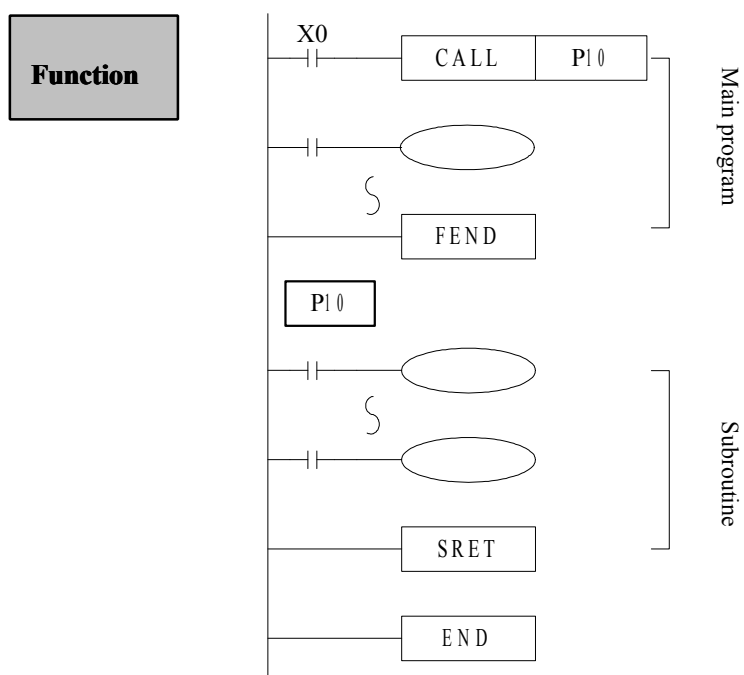 Function
X0
CALL P10
Main program
FEND
P10
Subroutine
SRET
END